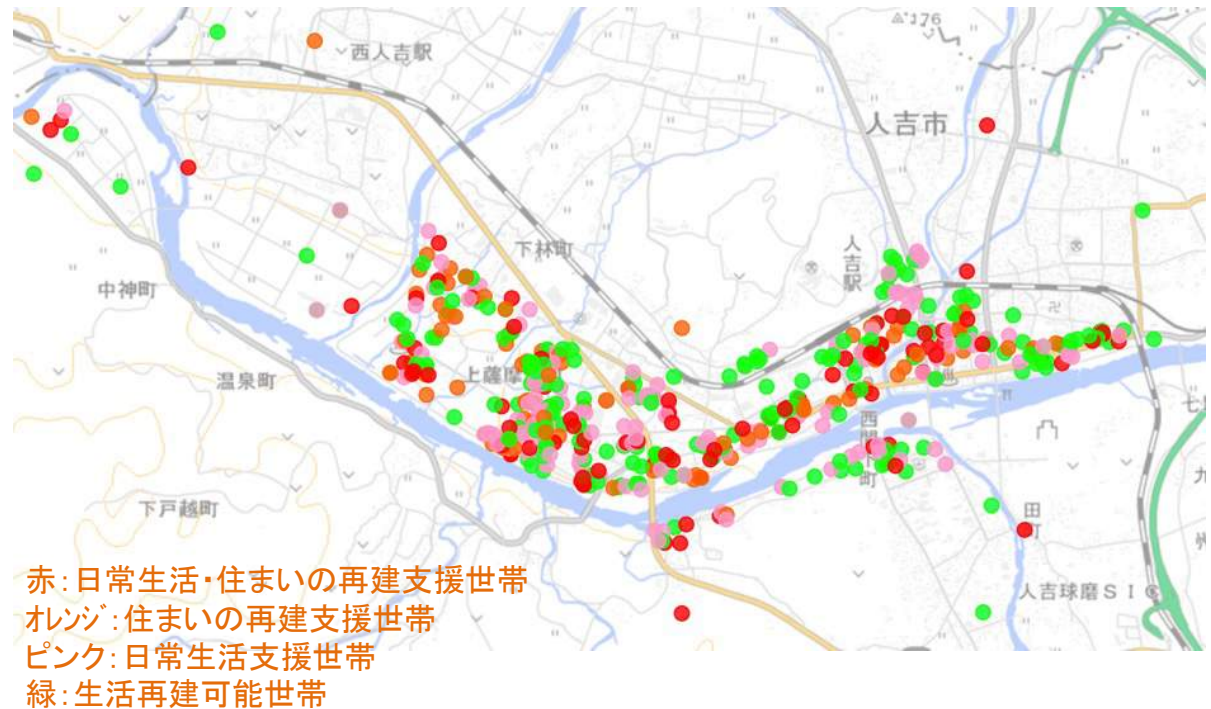 176
西人吉駅
人吉市
下林町
人吉駅
中神町
温泉町
上薩摩
西間
町
下戸越町
田町
七
九
州
人吉球磨SIC
赤:日常生活・住まいの再建支援世帯
オレンジ:住まいの再建支援世帯
ピンク:日常生活支援世帯
緑:生活再建可能世帯